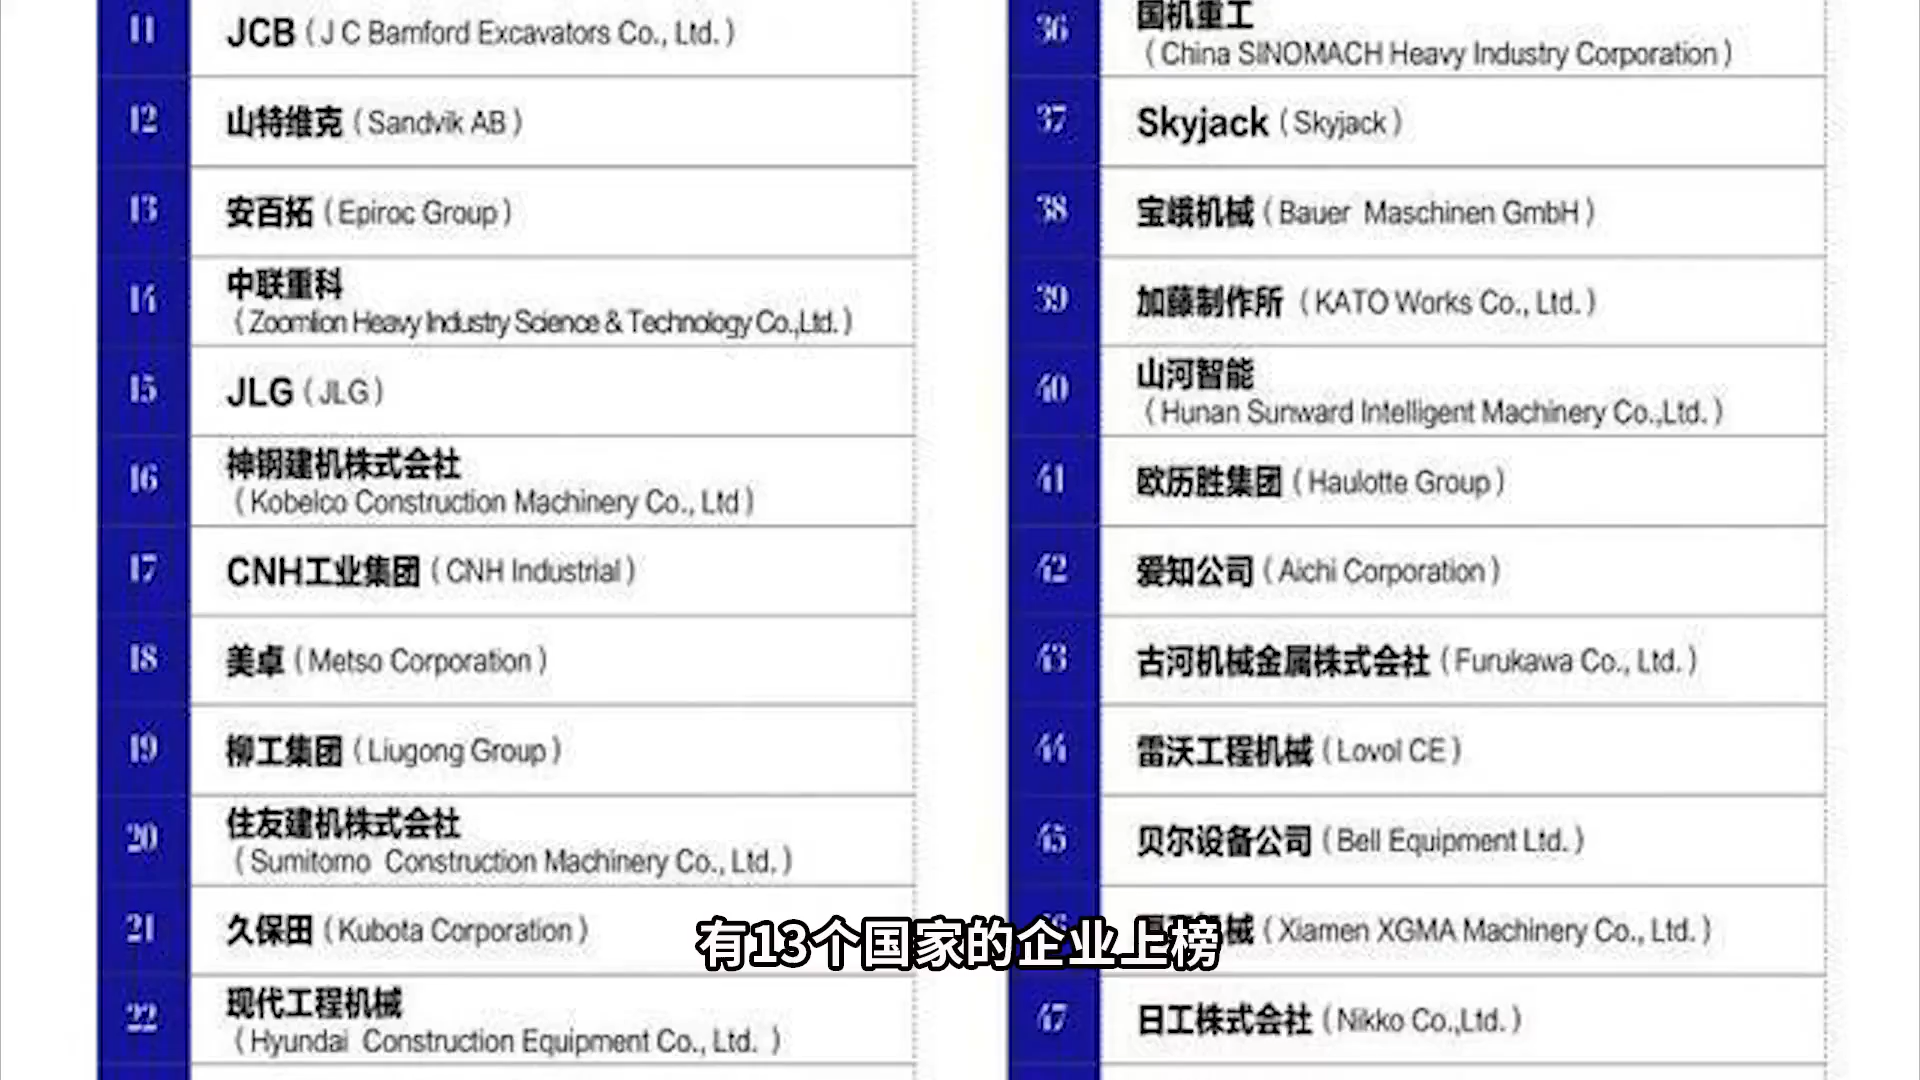 11
JCB (J C Bamford Excavators Co., Ltd.)
12
山特维克 (Sandvik AB)
13
安百拓 (Epiroc Group)
14
中联重科
(Zoomlion Heavy Industry Science & Technology Co.,Ltd.)
15
JLG (JLG)
16
神钢建机株式会社
(Kobelco Construction Machinery Co., Ltd)
17
CNH工业集团 (CNH Industrial)
18
美卓 (Metso Corporation)
19
柳工集团 (Liugong Group)
20
住友建机株式会社
(Sumitomo Construction Machinery Co., Ltd.)
21
久保田 (Kubota Corporation)
22
现代工程机械
(Hyundai Construction Equipment Co., Ltd. )
36
国机重工
(China SINOMACH Heavy Industry Corporation)
37
Skyjack (Skyjack)
38
宝峨机械 (Bauer Maschinen GmbH)
39
加藤制作所 (KATO Works Co., Ltd.)
40
山河智能
(Hunan Sunward Intelligent Machinery Co.,Ltd.)
41
欧历胜集团 (Haulotte Group)
42
爱知公司 (Aichi Corporation)
43
古河机械金属株式会社 (Furukawa Co., Ltd.)
44
雷沃工程机械 (Lovol CE)
45
贝尔设备公司 (Bell Equipment Ltd.)
械 (Xiamen XGMA Machinery Co., Ltd.)
47
日工株式会社 (Nikko Co.,Ltd.)
有13个国家的企业上榜